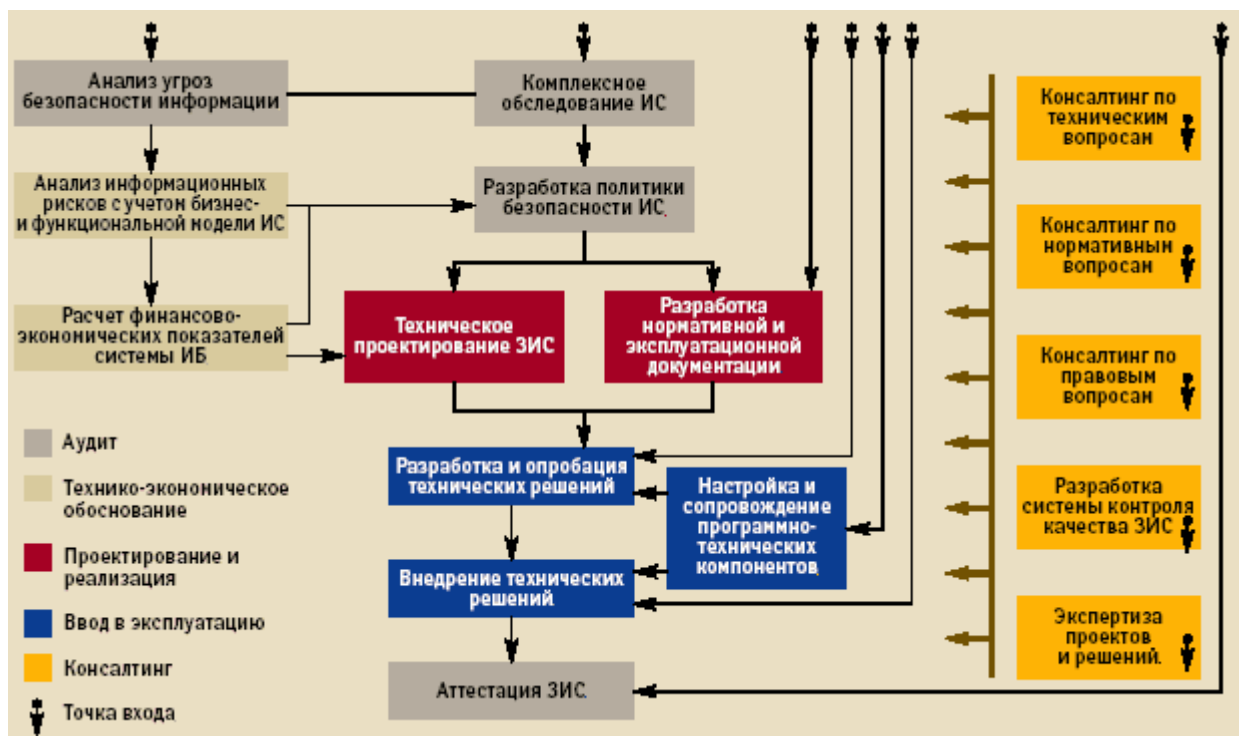 Анализ угроз
безопасности информации
Комплексное
обследование ИС
Анализ информационных
рисков с учетом бизнес-
и функциональной модели ИС
Разработка политики
безопасности ИС
Расчет финансово-
экономических показателей
системы ИБ
Техническое
проектирование ЗИС
Разработка
нормативной и
эксплуатационной
документации
Разработка и опробация
технических решений
Настройка и
сопровождение
программно-
технических
компонентов
Внедрение технических
решений
Аттестация ЗИС
Консалтинг по
техническим
вопросам
Консалтинг по
нормативным
вопросам
Консалтинг по
правовым
вопросам
Разработка
системы контроля
качества ЗИС
Экспертиза
проектов
и решений.
Аудит
Технико-экономическое
обоснование
Проектирование и
реализация
Ввод в эксплуатацию
Консалтинг
Точка входа